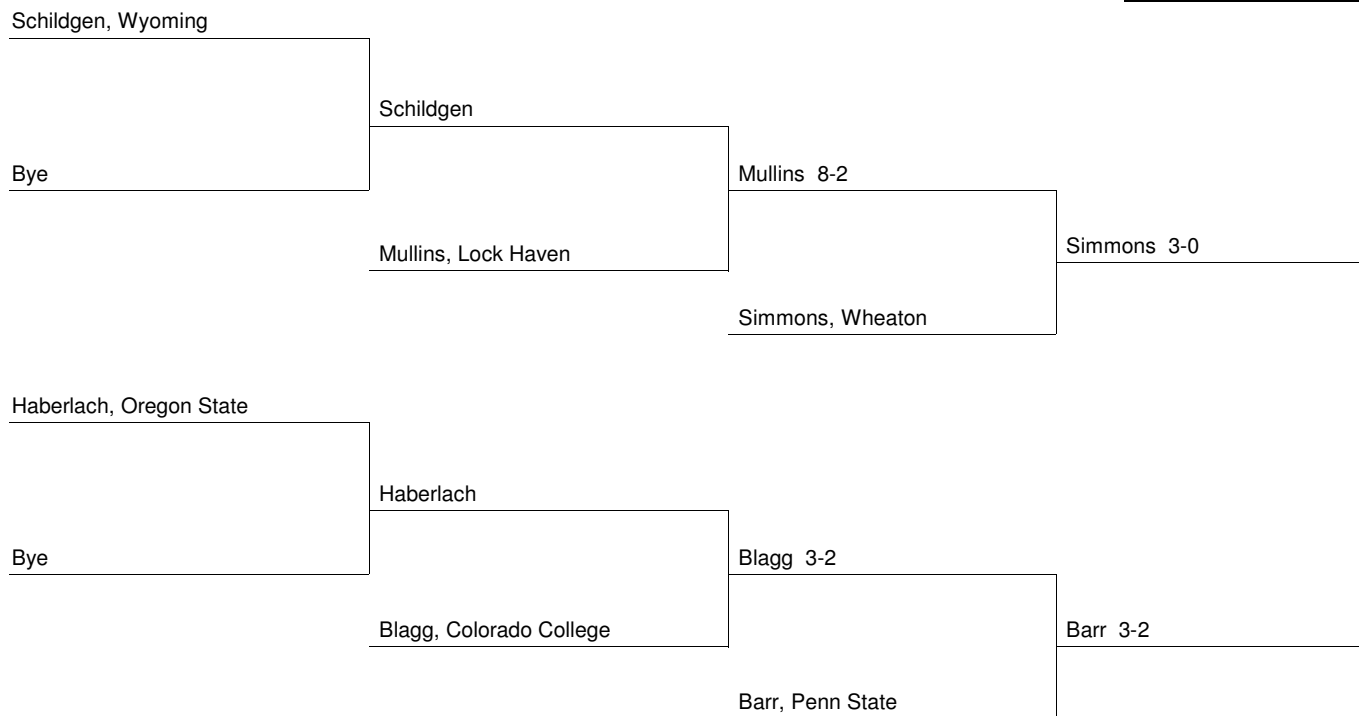 Schildgen, Wyoming
Schildgen
Bye
Mullins 8-2
Mullins, Lock Haven
Simmons 3-0
Simmons, Wheaton
Haberlach, Oregon State
Haberlach
Bye
Blagg 3-2
Blagg, Colorado College
Barr 3-2
Barr, Penn State